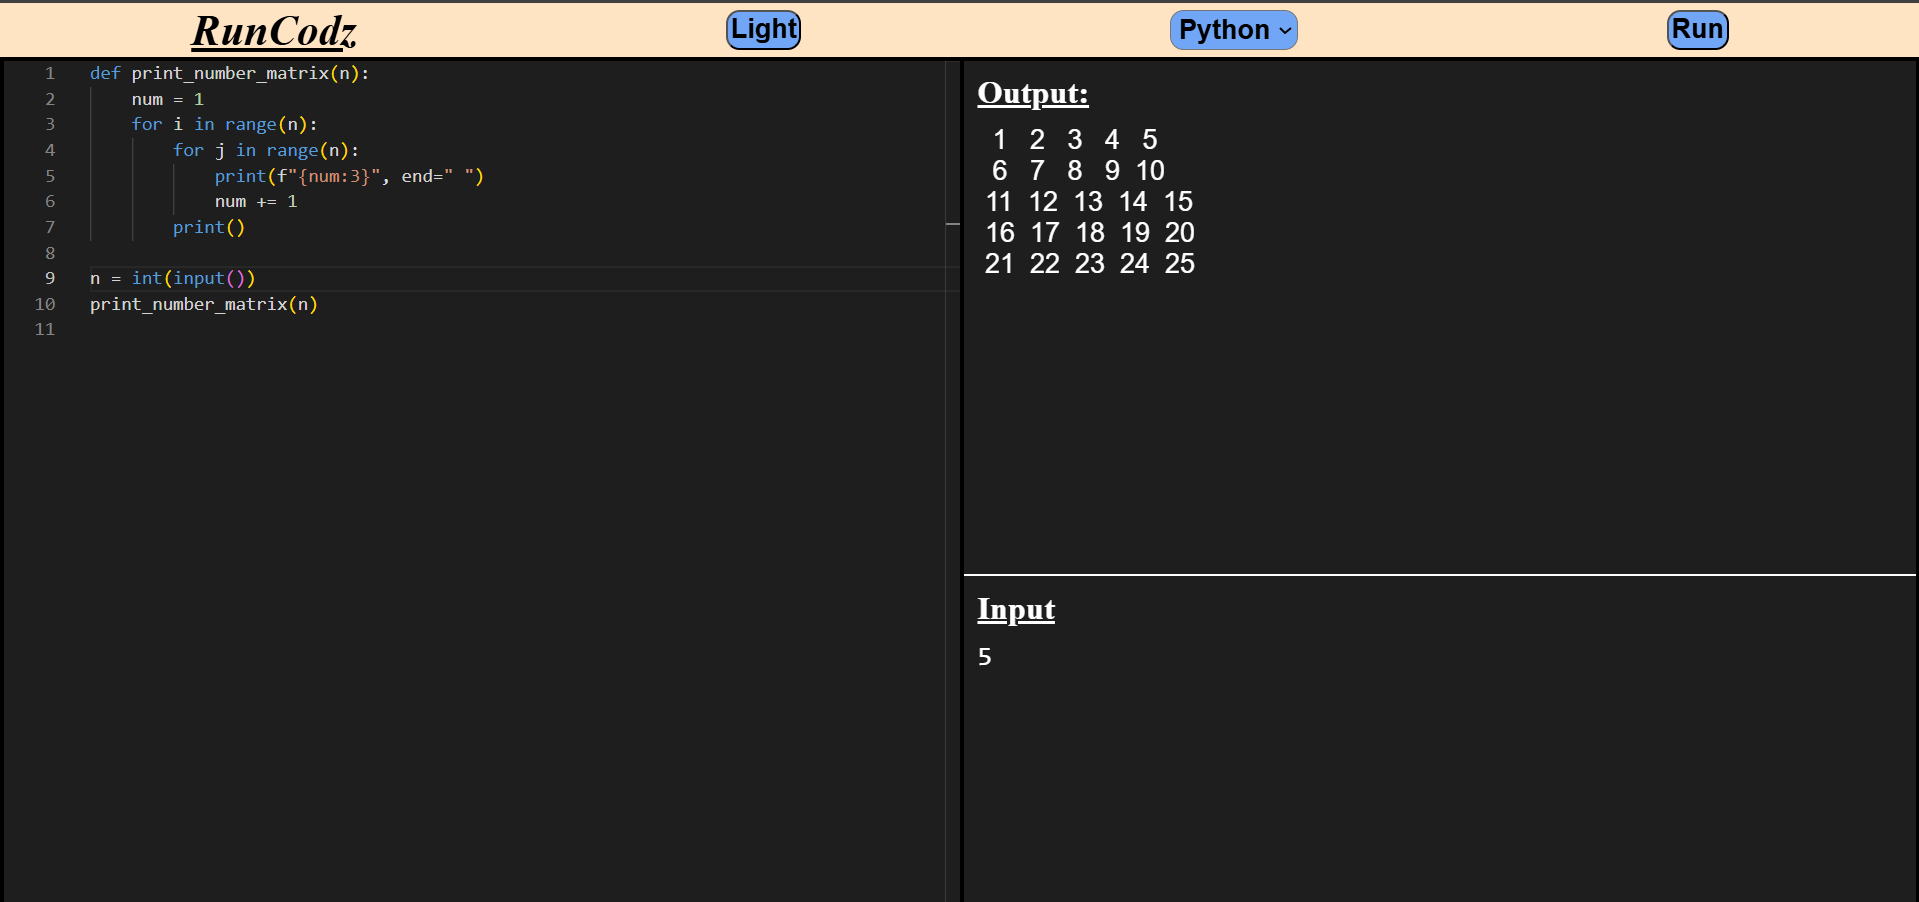 RunCodz Light Python Run
1 def print_number_matrix(n):
2     num = 1
3     for i in range(n):
4         for j in range(n):
5             print(f"{num:3}", end=" ")
6             num += 1
7         print()
8
9 n = int(input())
10 print_number_matrix(n)
11
Output:
  1   2   3   4   5
  6   7   8   9  10
 11  12  13  14  15
 16  17  18  19  20
 21  22  23  24  25
Input
5